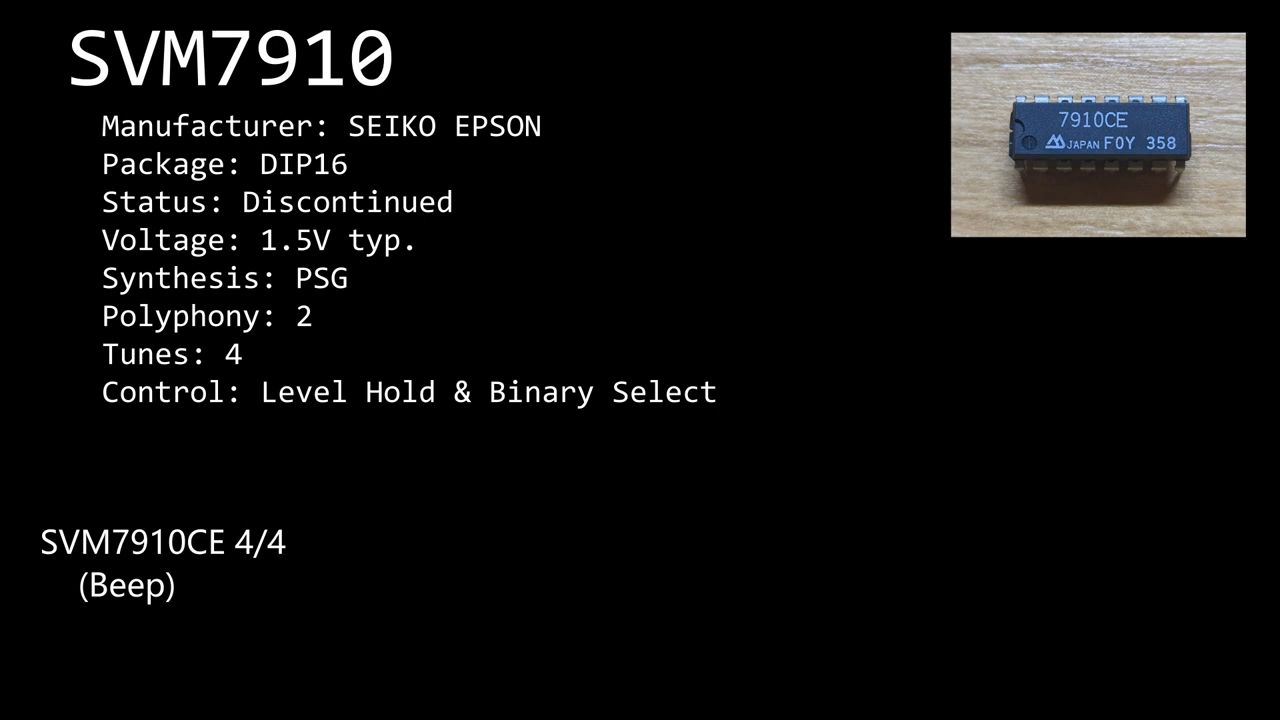 SVM7910
Manufacturer: SEIKO EPSON
Package: DIP16
Status: Discontinued
Voltage: 1.5V typ.
Synthesis: PSG
Polyphony: 2
Tunes: 4
Control: Level Hold & Binary Select
7910CE
JAPAN F0Y 358
SVM7910CE 4/4
(Beep)